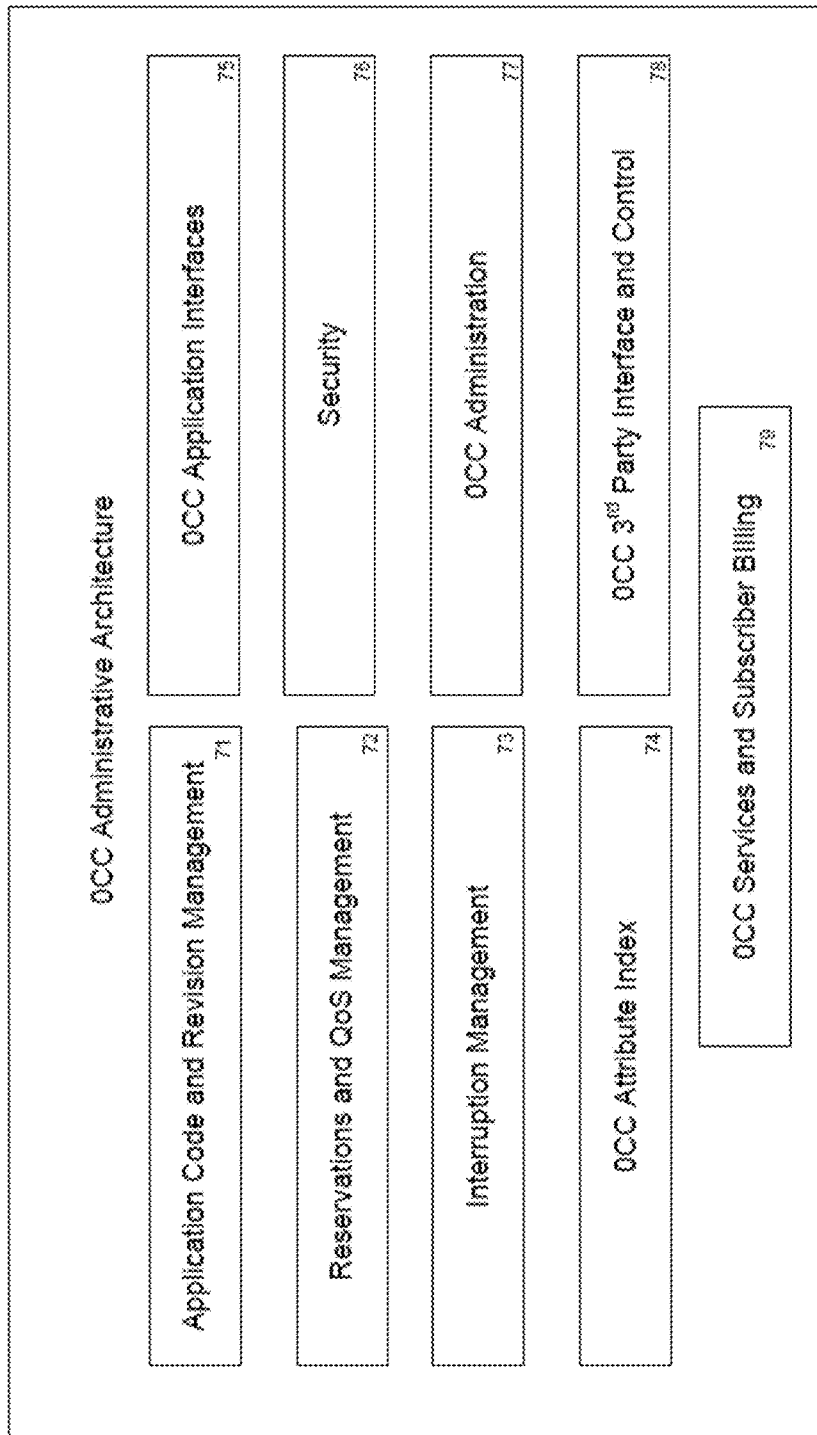 0CC Administrative Architecture
Application Code and Revision Management
71
Reservations and QoS Management
72
Interruption Management
73
0CC Attribute Index
74
0CC Application Interfaces
75
Security
76
0CC Administration
77
0CC 3rd Party Interface and Control
78
0CC Services and Subscriber Billing
79